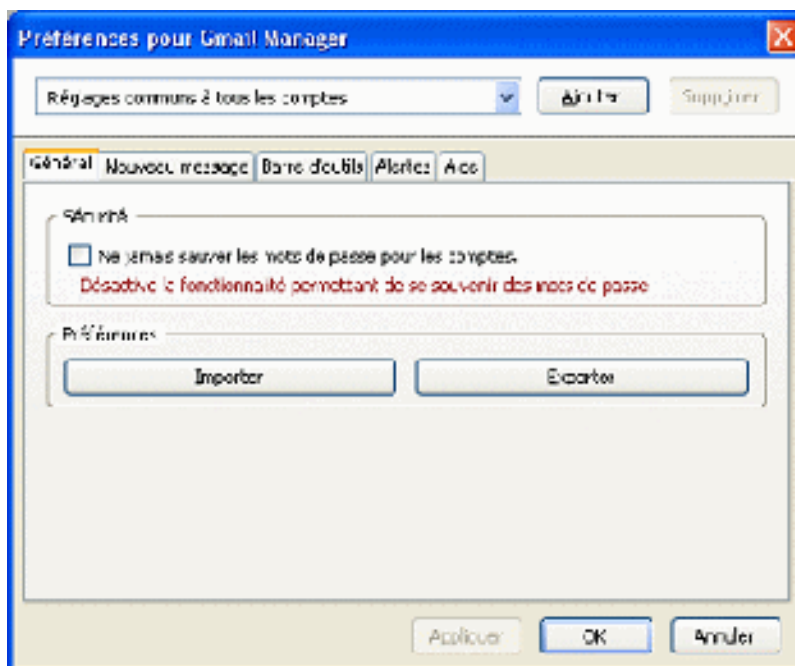 Préférences pour Gmail Manager
Réglages communs à tous les comptes
Ajouter
Supprimer
Général
Nouveau message
Barre d'outils
Alertes
Aide
Sécurité
Ne jamais sauver les mots de passe pour les comptes.
Désactive la fonctionnalité permettant de se souvenir des mots de passe
Préférences
Importer
Exporter
Appliquer
OK
Annuler